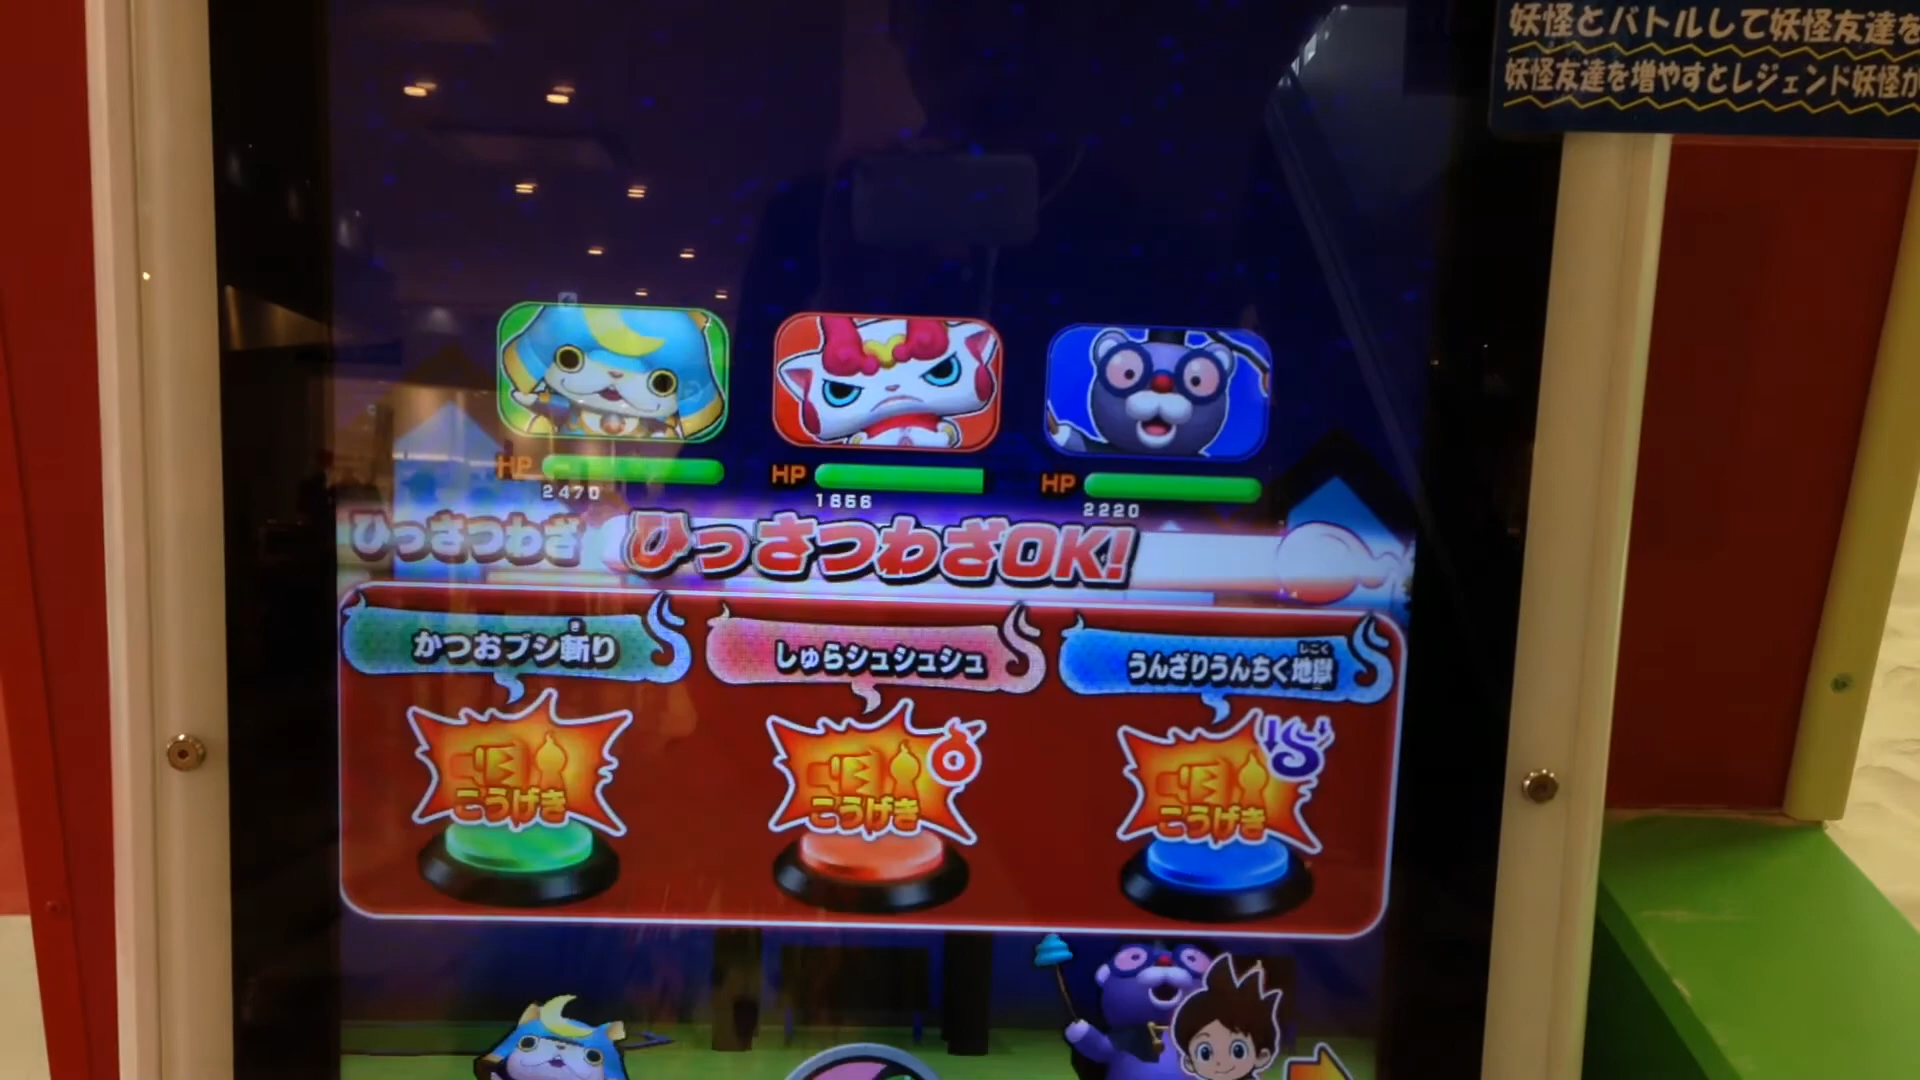 妖怪とバトルして妖怪友達を
妖怪友達を増やすとレジェンド妖怪が
HP
2470
HP
1856
HP
2220
ひっさつわざ
ひっさつわざOK!
かつおブシ斬り
しゅらシュシュシュ
うんざりうんちく地獄
じごく
こうげき
こうげき
こうげき